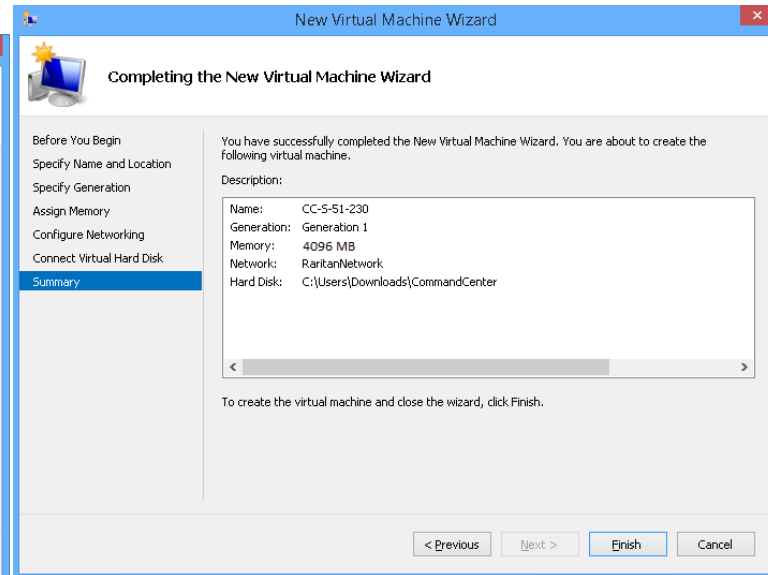 New Virtual Machine Wizard
Completing the New Virtual Machine Wizard
Before You Begin
Specify Name and Location
Specify Generation
Assign Memory
Configure Networking
Connect Virtual Hard Disk
Summary
You have successfully completed the New Virtual Machine Wizard. You are about to create the
following virtual machine.
Description:
Name: CC-S-51-230
Generation: Generation 1
Memory: 4096 MB
Network: RaritanNetwork
Hard Disk: C:\Users\Downloads\CommandCenter
To create the virtual machine and close the wizard, click Finish.
< Previous Next > Finish Cancel